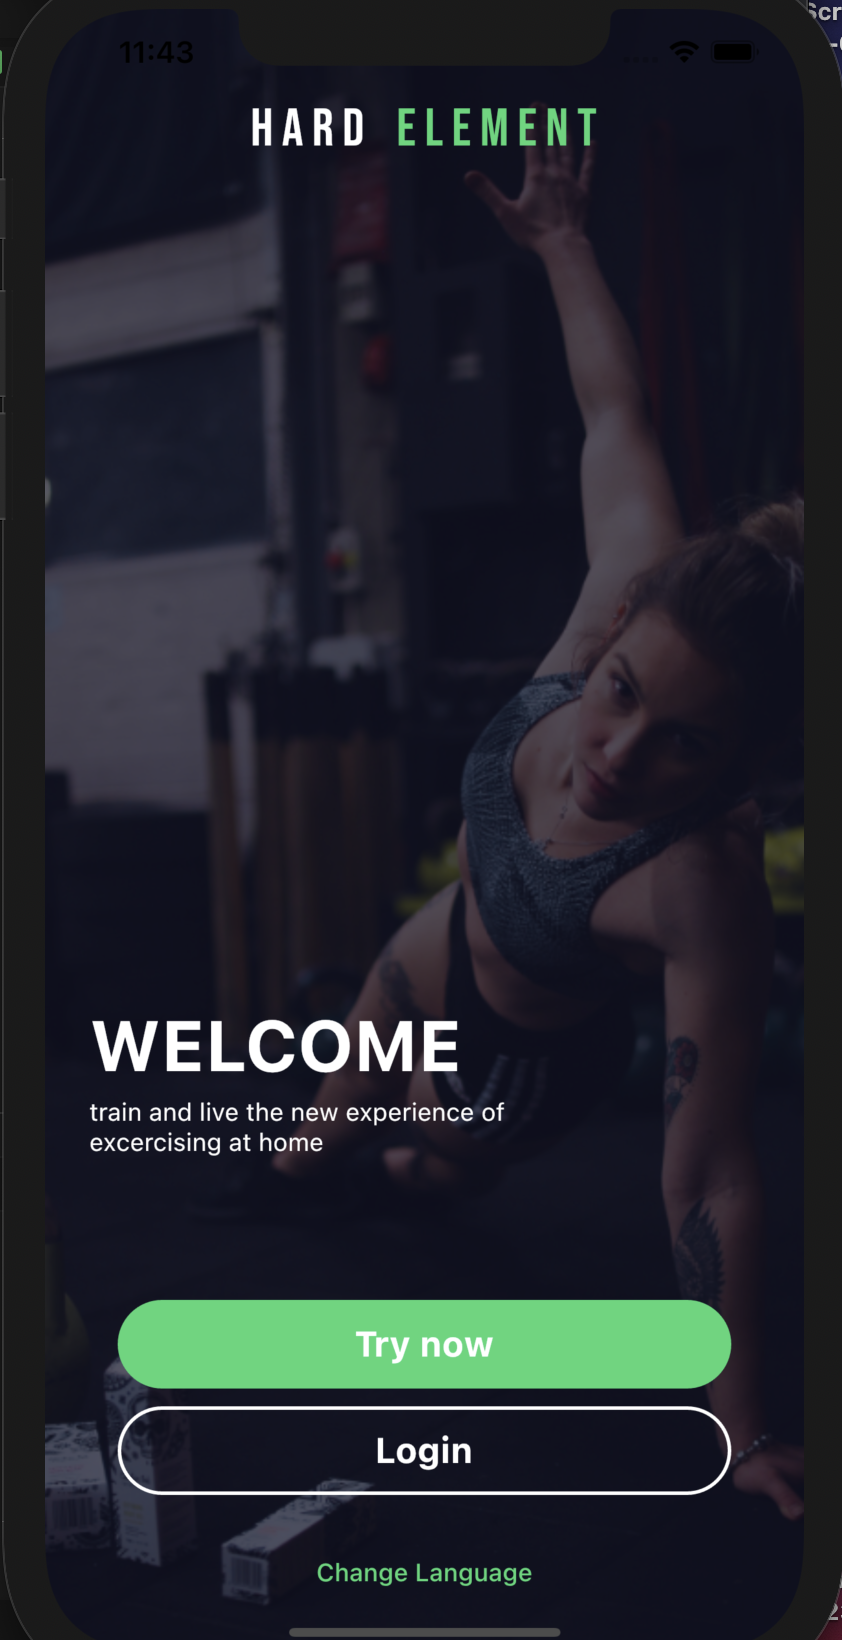 11:43
HARD ELEMENT
WELCOME
train and live the new experience of
excercising at home
Try now
Login
Change Language